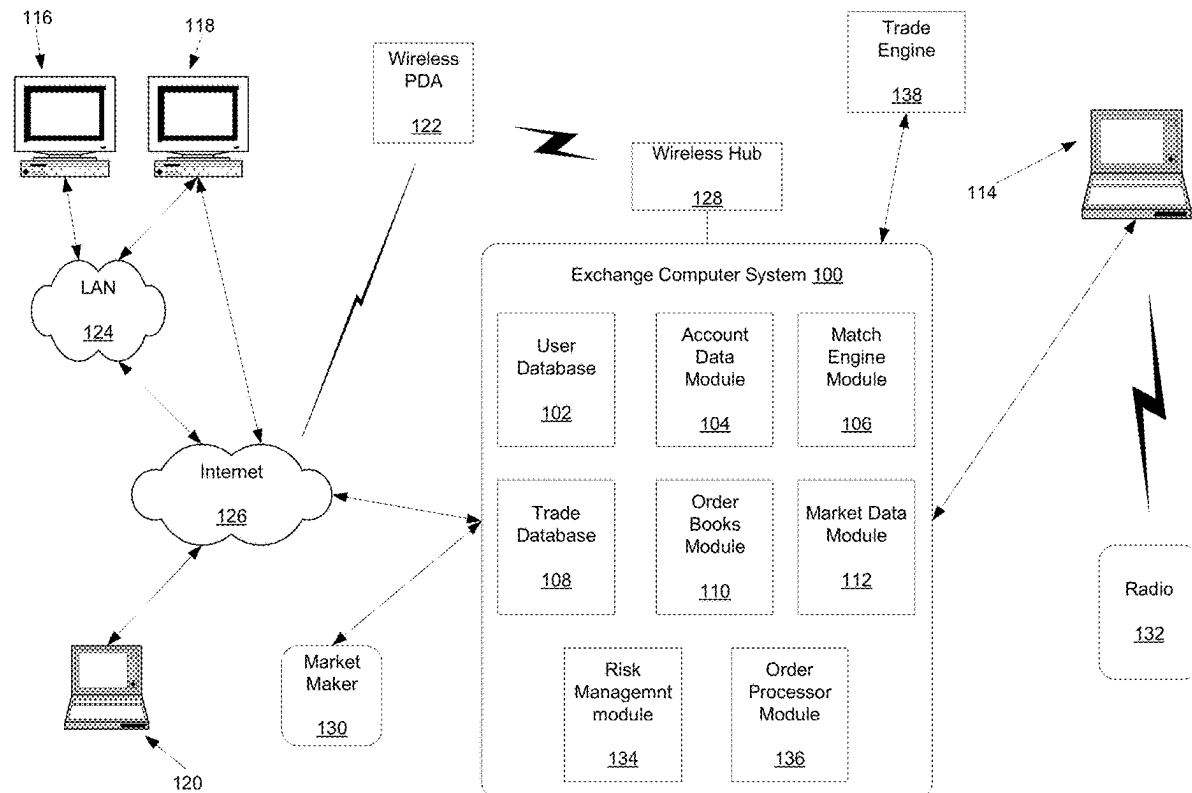 116
118
Wireless
PDA
122
Trade
Engine
138
Wireless Hub
128
114
LAN
124
Exchange Computer System 100
User
Database
102
Account
Data
Module
104
Match
Engine
Module
106
Internet
126
Trade
Database
108
Order
Books
Module
110
Market Data
Module
112
Radio
132
Market
Maker
130
Risk
Managemnt
module
134
Order
Processor
Module
136
120